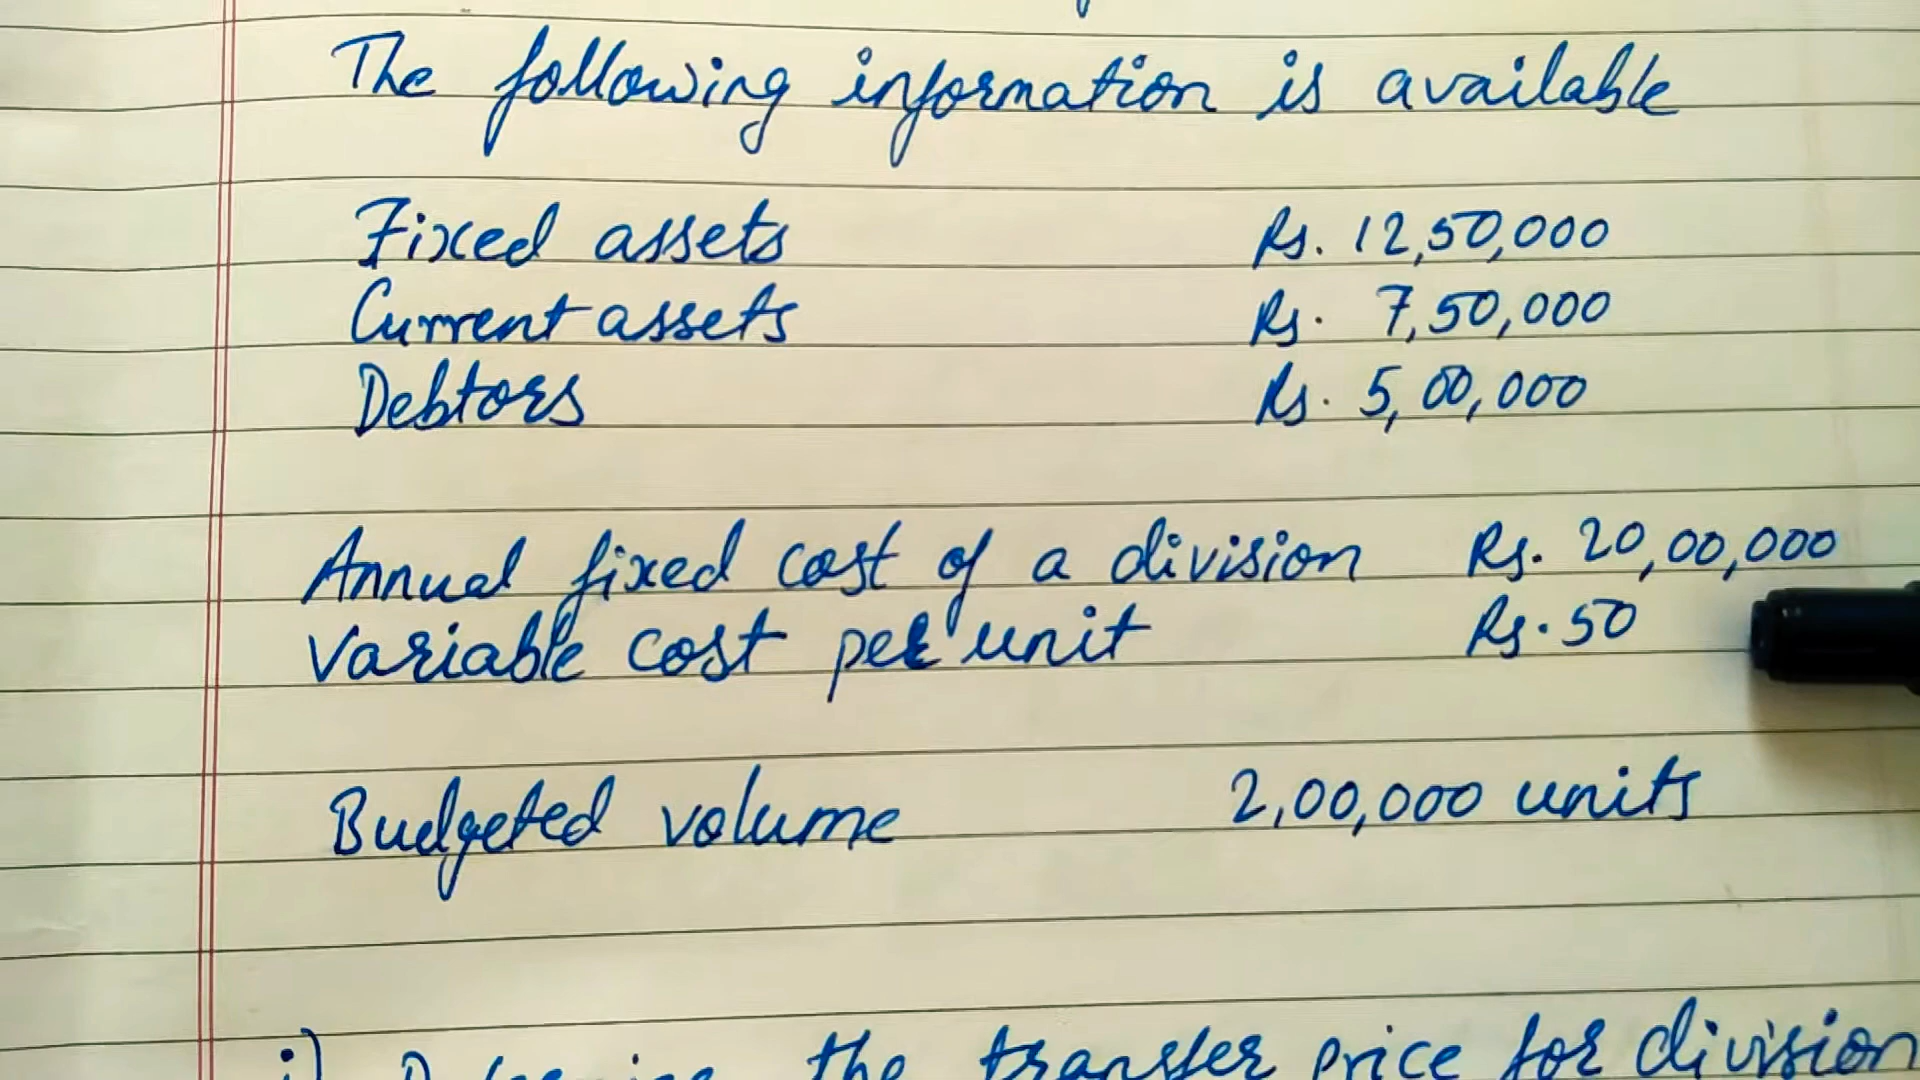 The following information is available
Fixed assets Rs. 12,50,000
Current assets Rs. 7,50,000
Debtors Rs. 5,00,000
Annual fixed cost of a division Rs. 20,00,000
Variable cost per unit Rs. 50
Budgeted volume 2,00,000 units
i) the transfer price for division